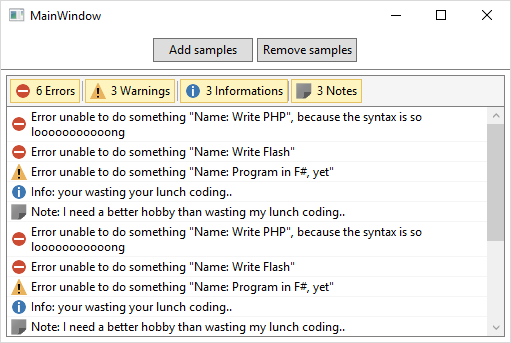 MainWindow
Add samples Remove samples
6 Errors 3 Warnings 3 Informations 3 Notes
Error unable to do something "Name: Write PHP", because the syntax is so
looooooooooong
Error unable to do something "Name: Write Flash"
Error unable to do something "Name: Program in F#, yet"
Info: your wasting your lunch coding..
Note: I need a better hobby than wasting my lunch coding..
Error unable to do something "Name: Write PHP", because the syntax is so
looooooooooong
Error unable to do something "Name: Write Flash"
Error unable to do something "Name: Program in F#, yet"
Info: your wasting your lunch coding..
Note: I need a better hobby than wasting my lunch coding..